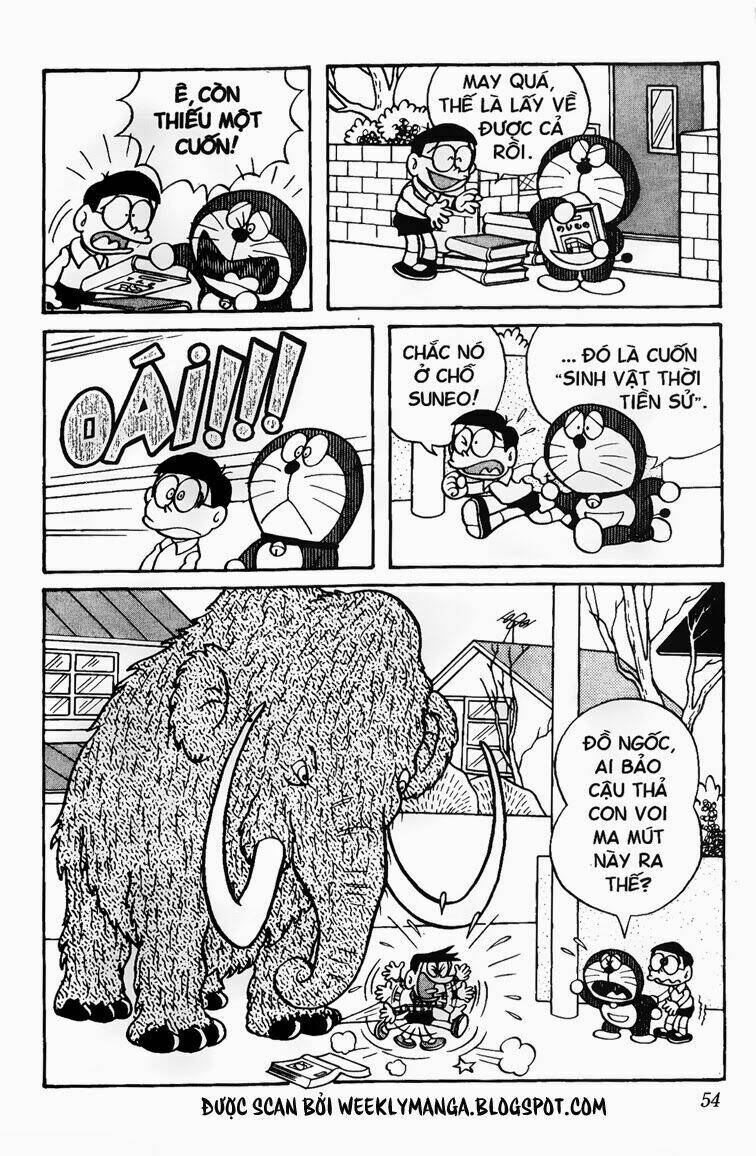 MAY QUÁ,
THẾ LÀ LẤY VỀ
ĐƯỢC CẢ
RỒI.
Ê, CÒN
THIẾU MỘT
CUỐN!
... ĐÓ LÀ CUỐN
"SINH VẬT THỜI
TIỀN SỬ".
CHẮC NÓ
Ở CHỖ
SUNEO!
OÁI!!!!
ĐỒ NGỐC,
AI BẢO
CẬU THẢ
CON VOI
MA MÚT
NÀY RA
THẾ?
ĐƯỢC SCAN BỞI WEEKLYMANGA.BLOGSPOT.COM
54